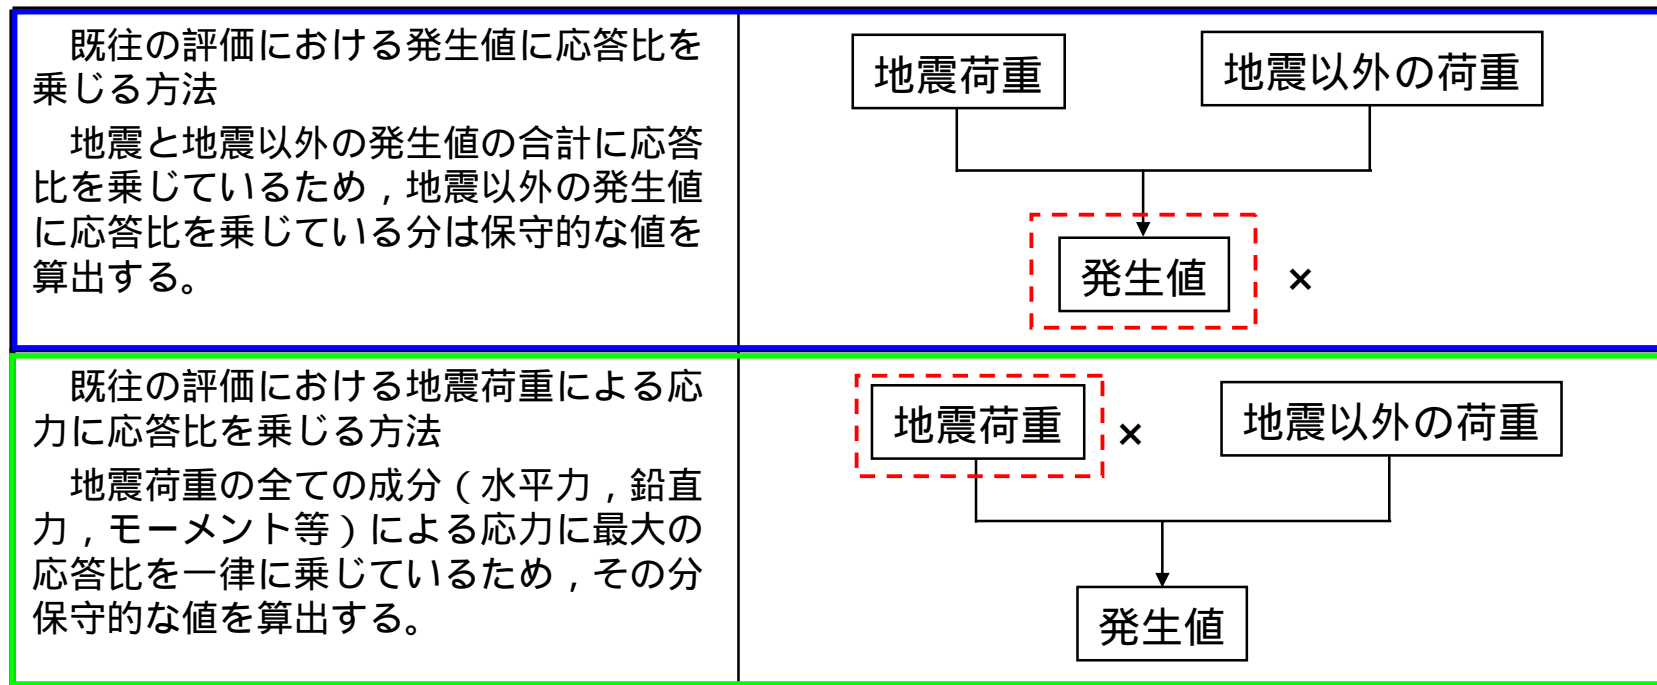 既往の評価における発生値に応答比を
乗じる方法
地震と地震以外の発生値の合計に応答
比を乗じているため，地震以外の発生値
に応答比を乗じている分は保守的な値を
算出する。
地震荷重
地震以外の荷重
発生値
×
既往の評価における地震荷重による応
力に応答比を乗じる方法
地震荷重の全ての成分（水平力，鉛直
力，モーメント等）による応力に最大の
応答比を一律に乗じているため，その分
保守的な値を算出する。
地震荷重
×
地震以外の荷重
発生値